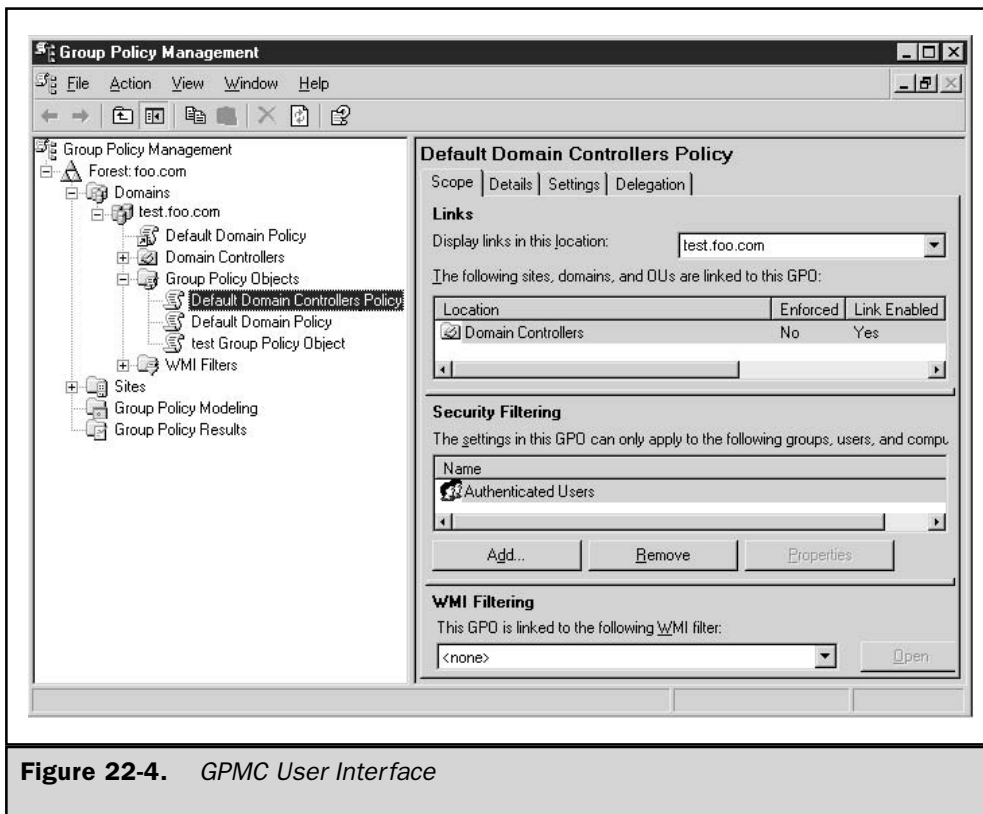 Group Policy Management
File Action View Window Help
Group Policy Management
Forest: foo.com
Domains
test.foo.com
Default Domain Policy
Domain Controllers
Group Policy Objects
Default Domain Controllers Policy
Default Domain Policy
test Group Policy Object
WMI Filters
Sites
Group Policy Modeling
Group Policy Results
Default Domain Controllers Policy
Scope Details Settings Delegation
Links
Display links in this location: test.foo.com
The following sites, domains, and OUs are linked to this GPO:
Location Enforced Link Enabled
Domain Controllers No Yes
Security Filtering
The settings in this GPO can only apply to the following groups, users, and compu
Name
Authenticated Users
Add... Remove Properties
WMI Filtering
This GPO is linked to the following WMI filter:
<none> Open
Figure 22-4. GPMC User Interface